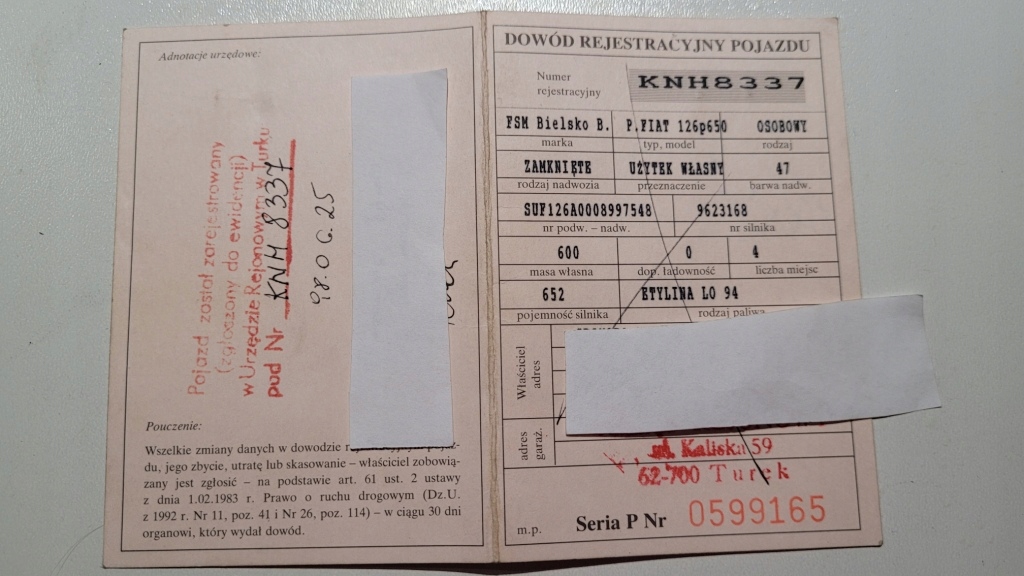 Adnotacje urzędowe:
Pojazd został zarejestrowany
(zgłoszony do ewidencji)
w Urzędzie Rejonowym w Turku
pod Nr KNH 8337
98.06.25
Pouczenie:
Wszelkie zmiany danych w dowodzie
du, jego zbycie, utratę lub skasowanie – właściciel zobowią-
zany jest zgłosić – na podstawie art. 61 ust. 2 ustawy
z dnia 1.02.1983 r. Prawo o ruchu drogowym (Dz.U.
z 1992 r. Nr 11, poz. 41 i Nr 26, poz. 114) – w ciągu 30 dni
organowi, który wydał dowód.
DOWÓD REJESTRACYJNY POJAZDU
Numer
rejestracyjny
KNH8337
FSM Bielsko B. P.FIAT 126p650 OSOBOWY
marka typ, model rodzaj
ZAMKNIĘTE UŻYTEK WŁASNY 47
rodzaj nadwozia przeznaczenie barwa nadw.
SUF126A0008997548 9623168
nr podw. – nadw. nr silnika
600 0 4
masa własna dop. ładowność liczba miejsc
652 ETYLINA LO 94
pojemność silnika rodzaj paliwa
Właściciel
adres
adres
garaż.
ul. Kaliska 59
62-700 Turek
m.p. Seria P Nr 0599165